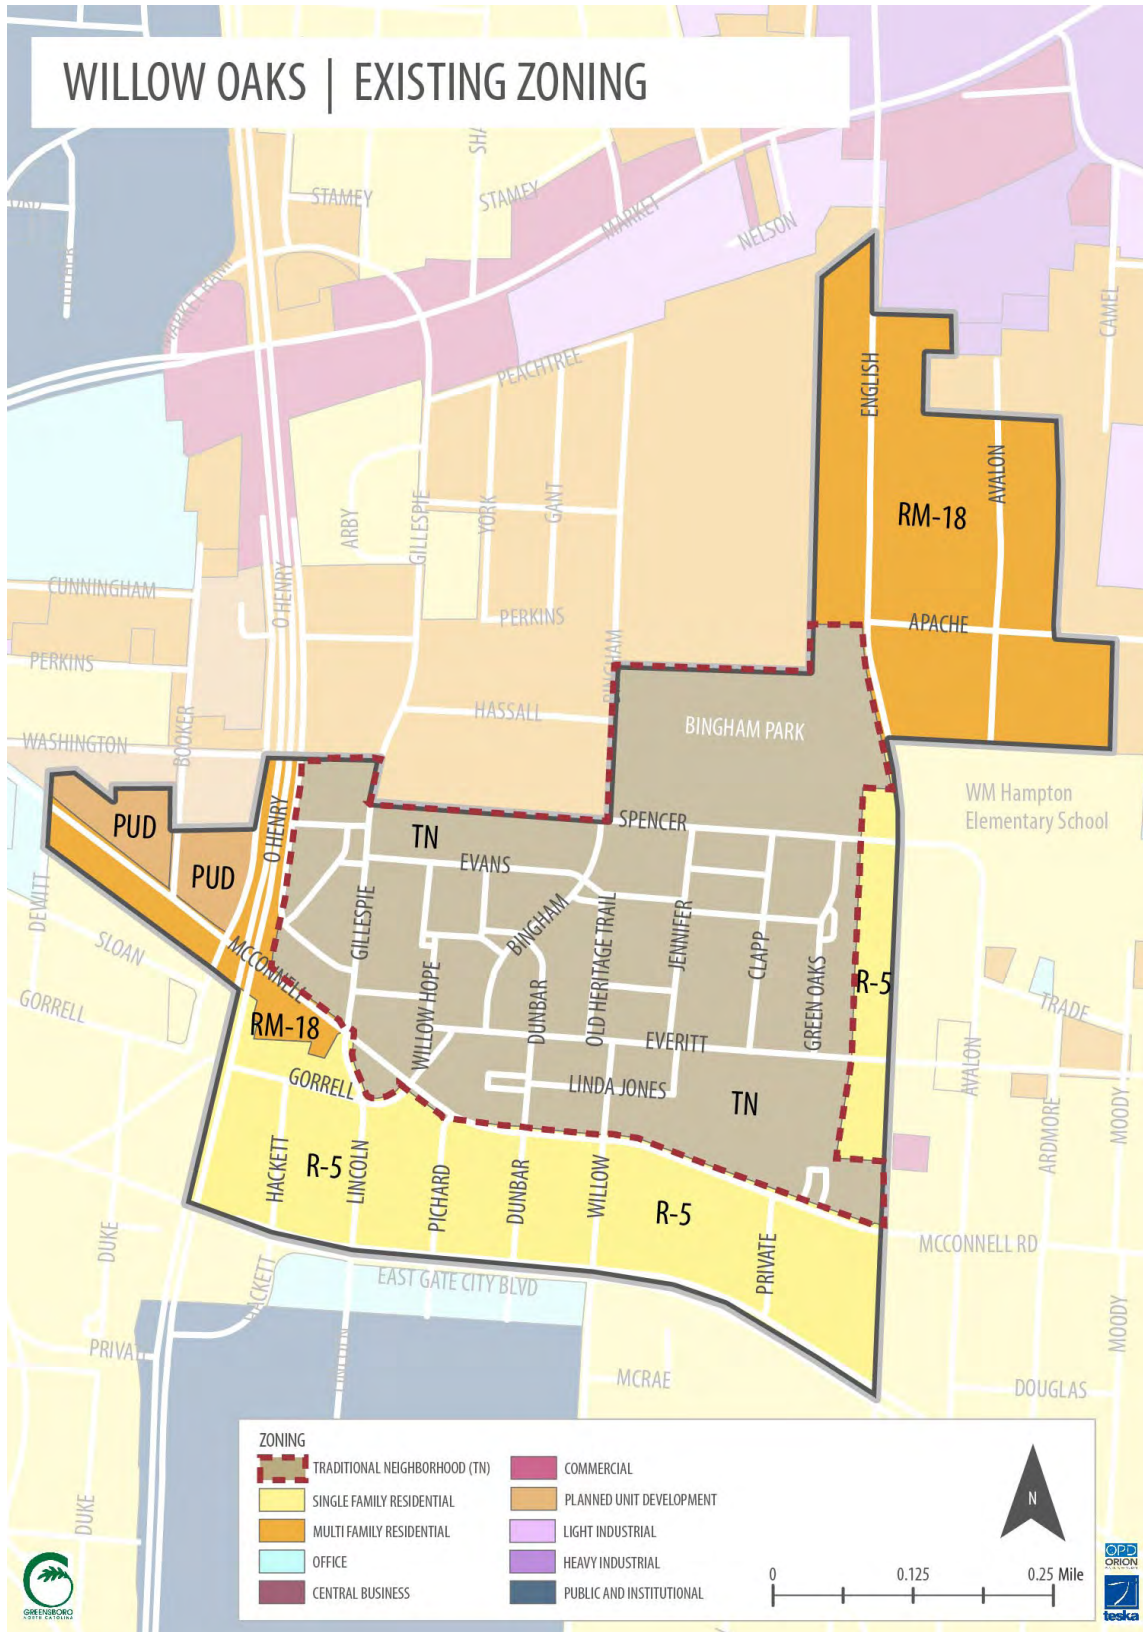 WILLOW OAKS | EXISTING ZONING
STAMEY
STAMEY
MARKET
NELSON
CAMEL
PEACHTREE
ENGLISH
AVALON
RM-18
ARBY
GILLESPIE
YORK
GANT
CUNNINGHAM
O HENRY
PERKINS
APACHE
PERKINS
BINGHAM
HASSALL
WASHINGTON
BOOKER
BINGHAM PARK
WM Hampton
Elementary School
SPENCER
PUD
PUD
O HENRY
TN
EVANS
DEWITT
SLOAN
GORRELL
MCCONNELL
GILLESPIE
WILLOW HOPE
BINGHAM
DUNBAR
OLD HERITAGE TRAIL
JENNIFER
CLAPP
GREEN OAKS
R-5
TRADE
RM-18
EVERITT
GORRELL
LINDA JONES
TN
AVALON
ARDMORE
MOODY
R-5
HACKETT
LINCOLN
PICHARD
DUNBAR
WILLOW
R-5
PRIVATE
MCCONNELL RD
DUKE
HACKETT
EAST GATE CITY BLVD
MOODY
MCRAE
DOUGLAS
DUKE
ZONING
TRADITIONAL NEIGHBORHOOD (TN)
SINGLE FAMILY RESIDENTIAL
MULTI FAMILY RESIDENTIAL
OFFICE
CENTRAL BUSINESS
COMMERCIAL
PLANNED UNIT DEVELOPMENT
LIGHT INDUSTRIAL
HEAVY INDUSTRIAL
PUBLIC AND INSTITUTIONAL
N
0 0.125 0.25 Mile
GREENSBORO
NORTH CAROLINA
OPD
ORION
teska